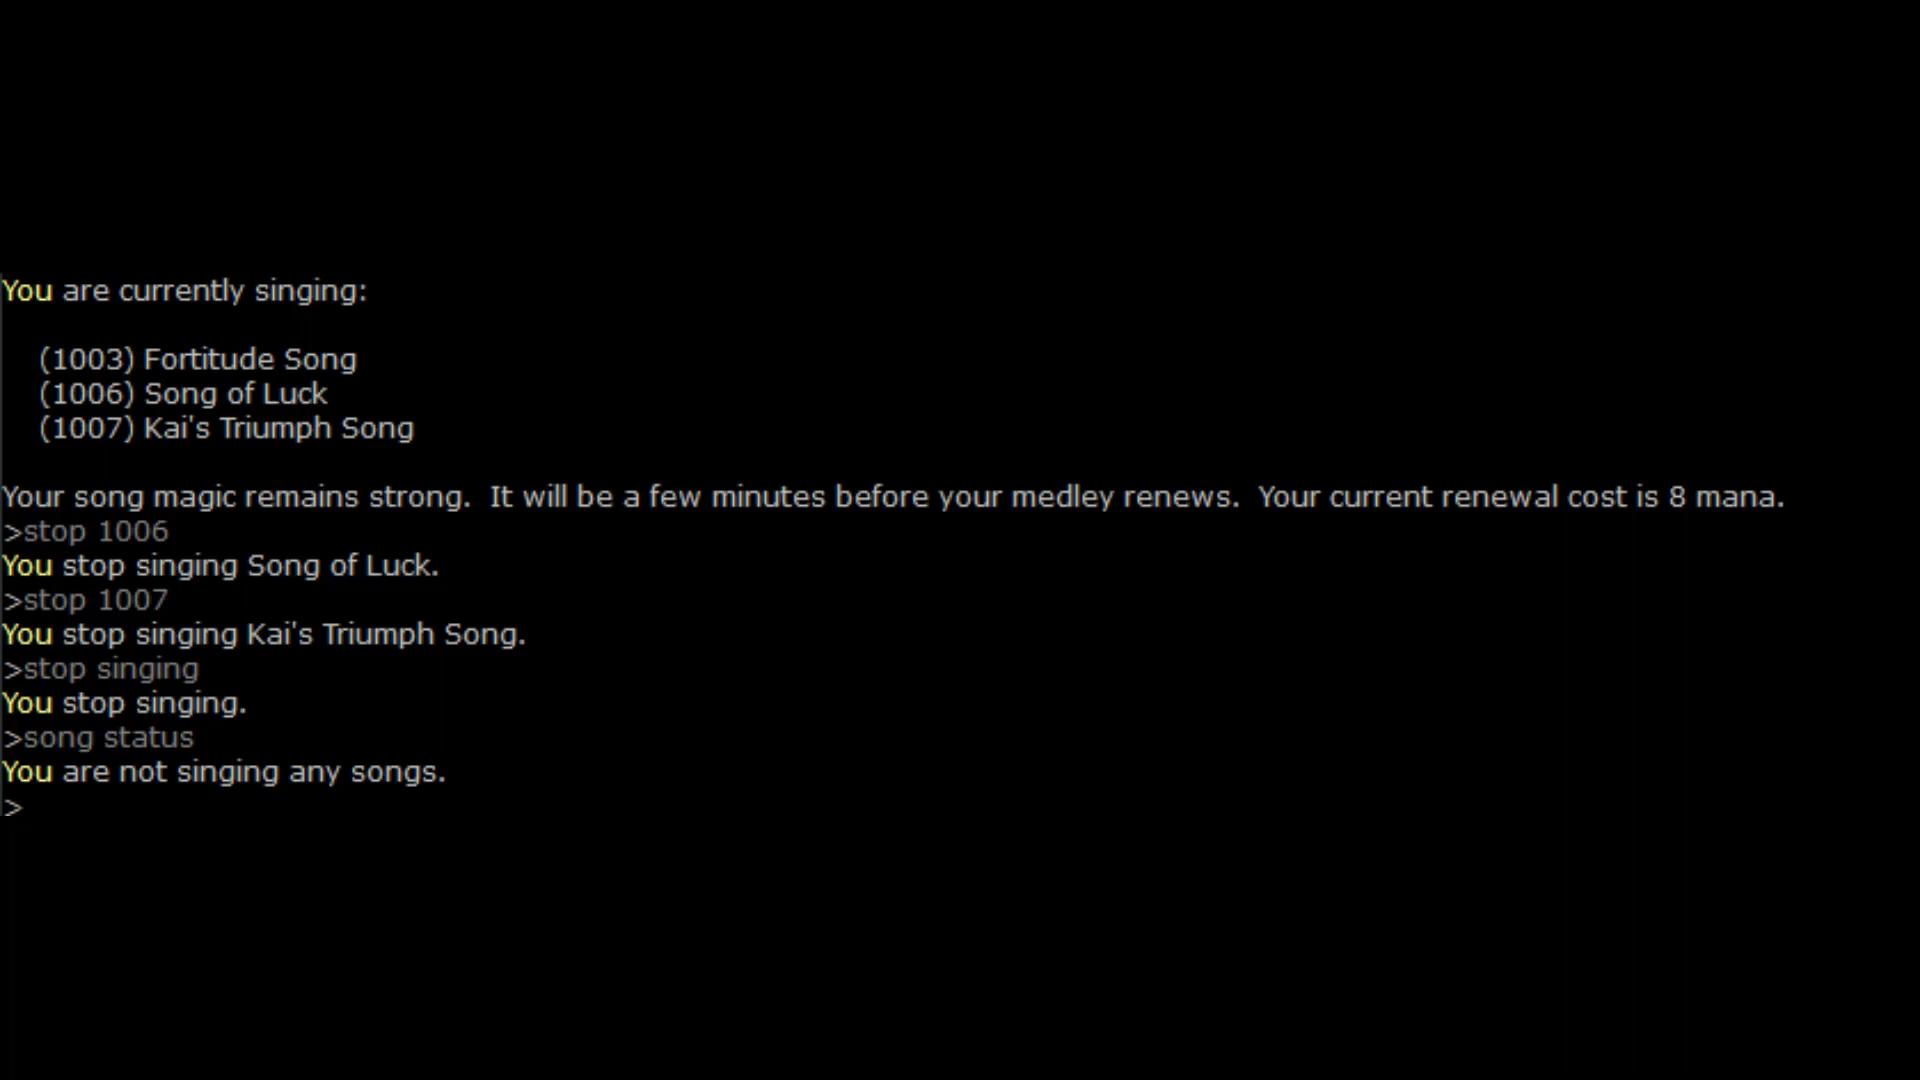 You are currently singing:
(1003) Fortitude Song
(1006) Song of Luck
(1007) Kai's Triumph Song
Your song magic remains strong.  It will be a few minutes before your medley renews.  Your current renewal cost is 8 mana.
>stop 1006
You stop singing Song of Luck.
>stop 1007
You stop singing Kai's Triumph Song.
>stop singing
You stop singing.
>song status
You are not singing any songs.
>